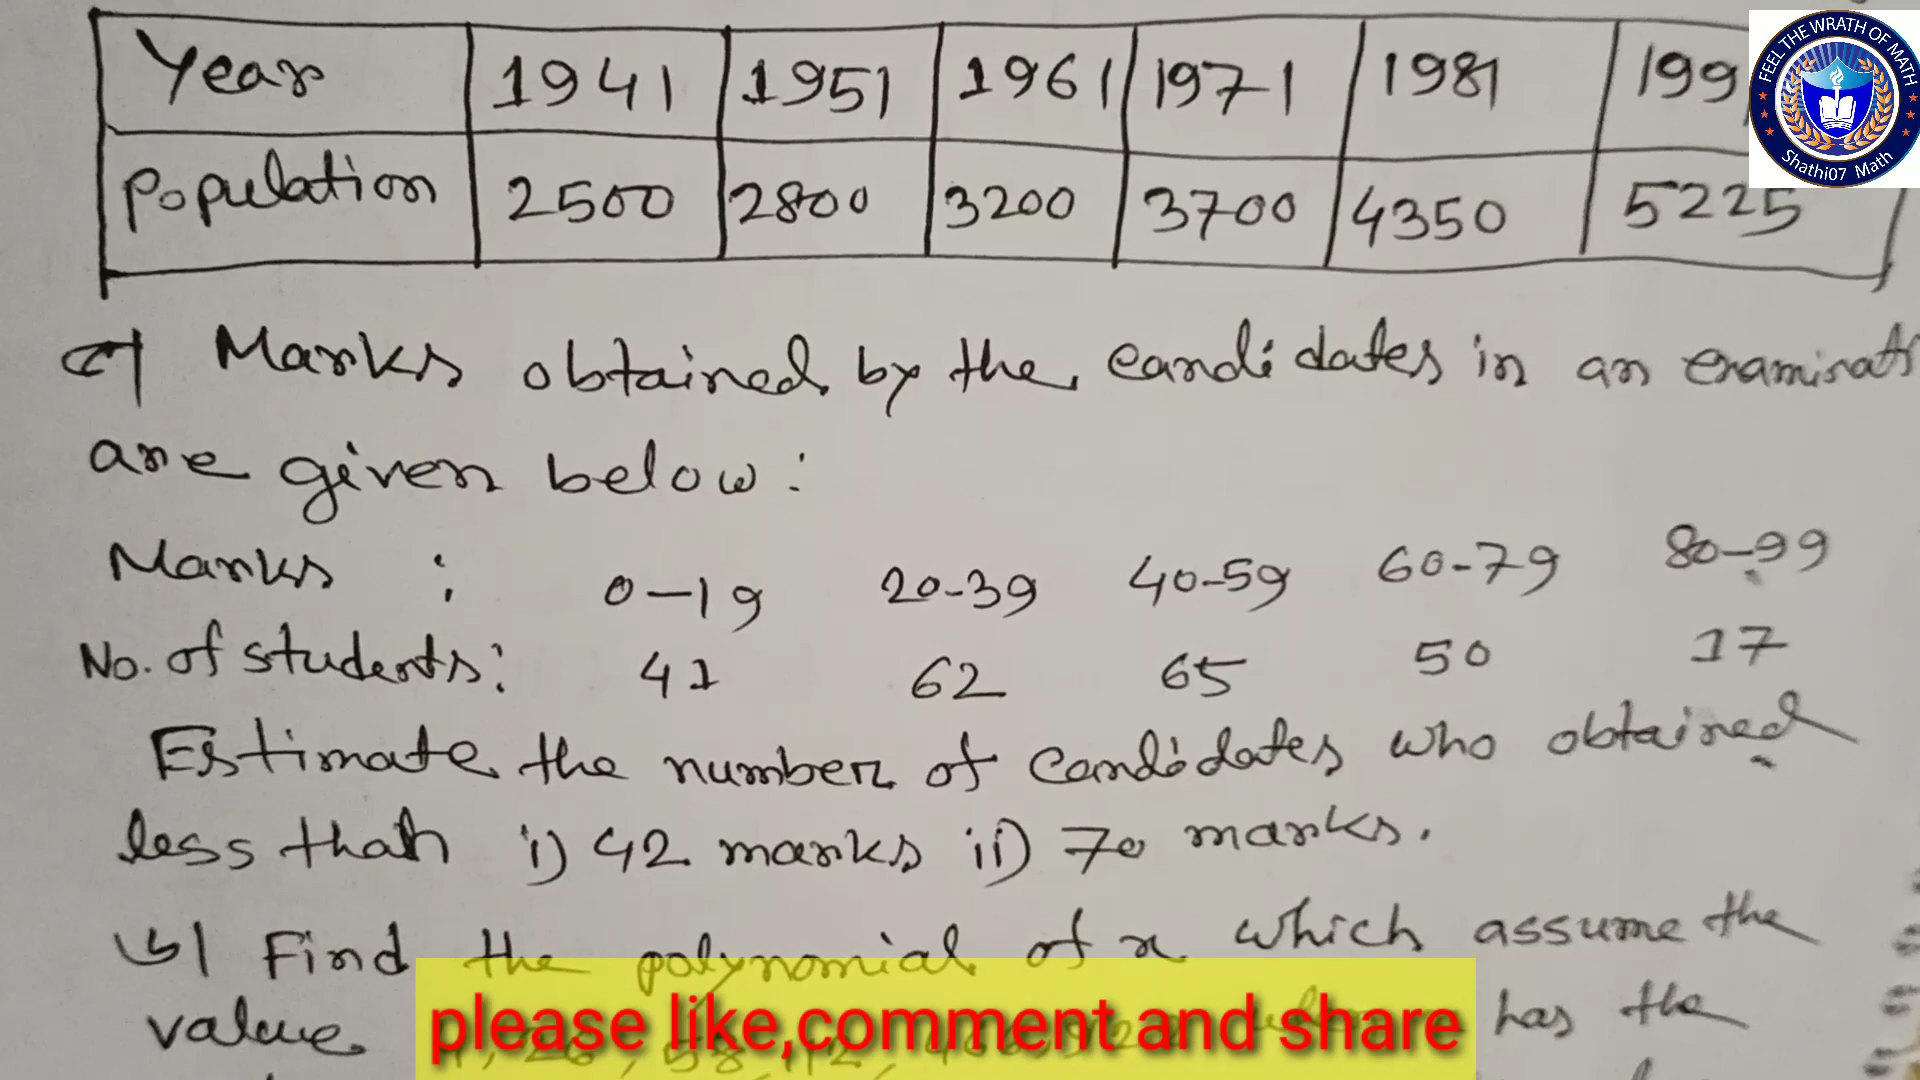 Year 1941 1951 1961 1971 1981 199
FEEL THE WRATH OF MATH
Shathi07 Math
Population 2500 2800 3200 3700 4350 5225
c) Marks obtained by the candidates in an examinati
are given below:
Marks : 0-19 20-39 40-59 60-79 80-99
No. of students: 41 62 65 50 17
Estimate the number of candidates who obtained
less than i) 42 marks ii) 70 marks.
Find the polynomial of x which assume the
value has the
please like,comment and share